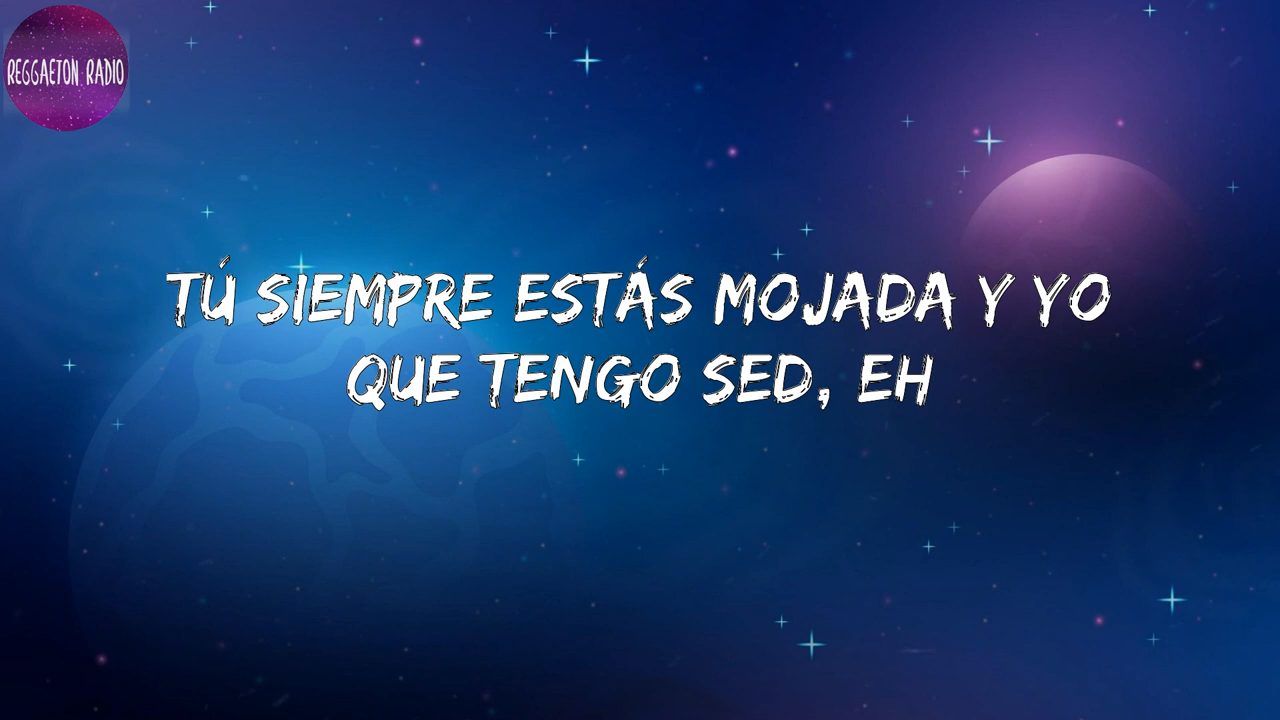 REGGAETON RADIO
TÚ SIEMPRE ESTÁS MOJADA Y YO
QUE TENGO SED, EH